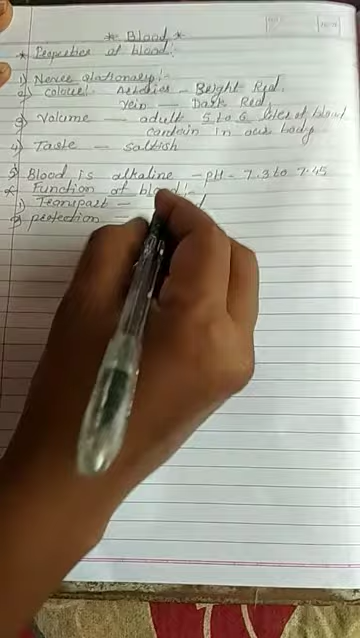 * Blood *
* Properties of blood:-
1) Never stationary:-
2) Colour:- Arteries - Bright Red.
vein — Dark Red.
3) Volume — adult 5 to 6 liter of blood
contain in our body
4) Taste — saltish
5) Blood is alkaline - pH - 7.3 to 7.45
* Function of blood:-
1) Transport —
2) protection —